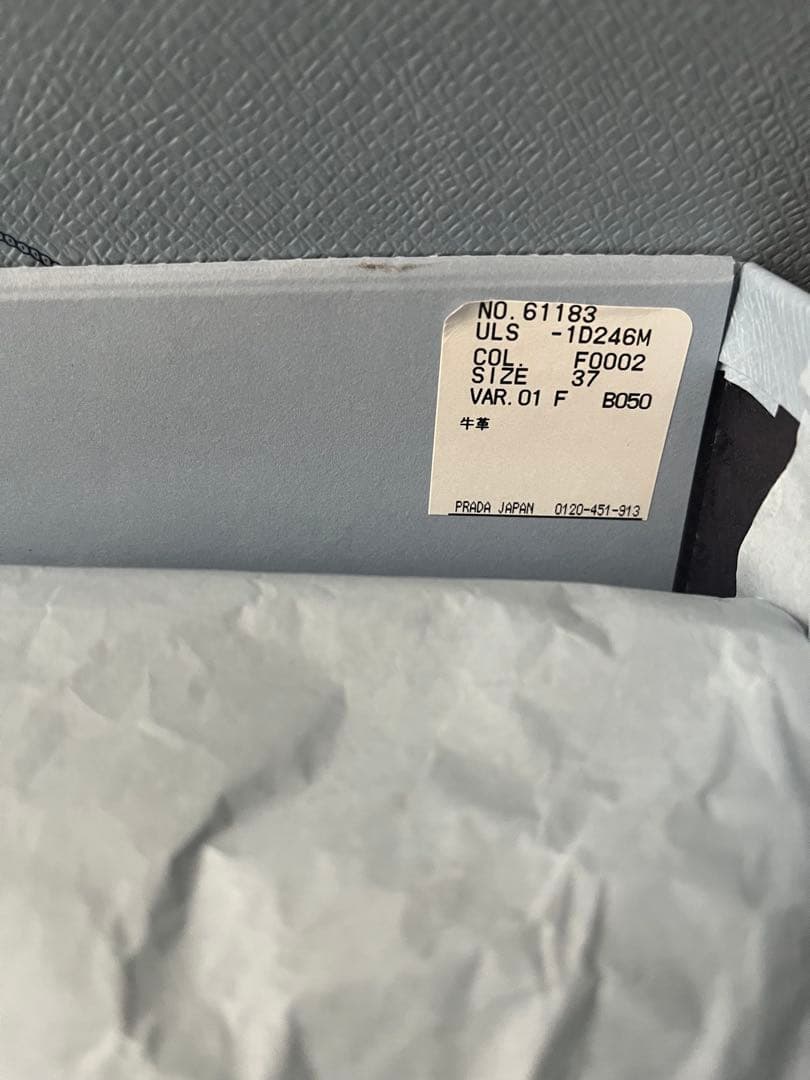 NO. 61183
ULS -1D246M
COL. F0002
SIZE 37
VAR. 01 F B050
牛革
PRADA JAPAN 0120-451-913